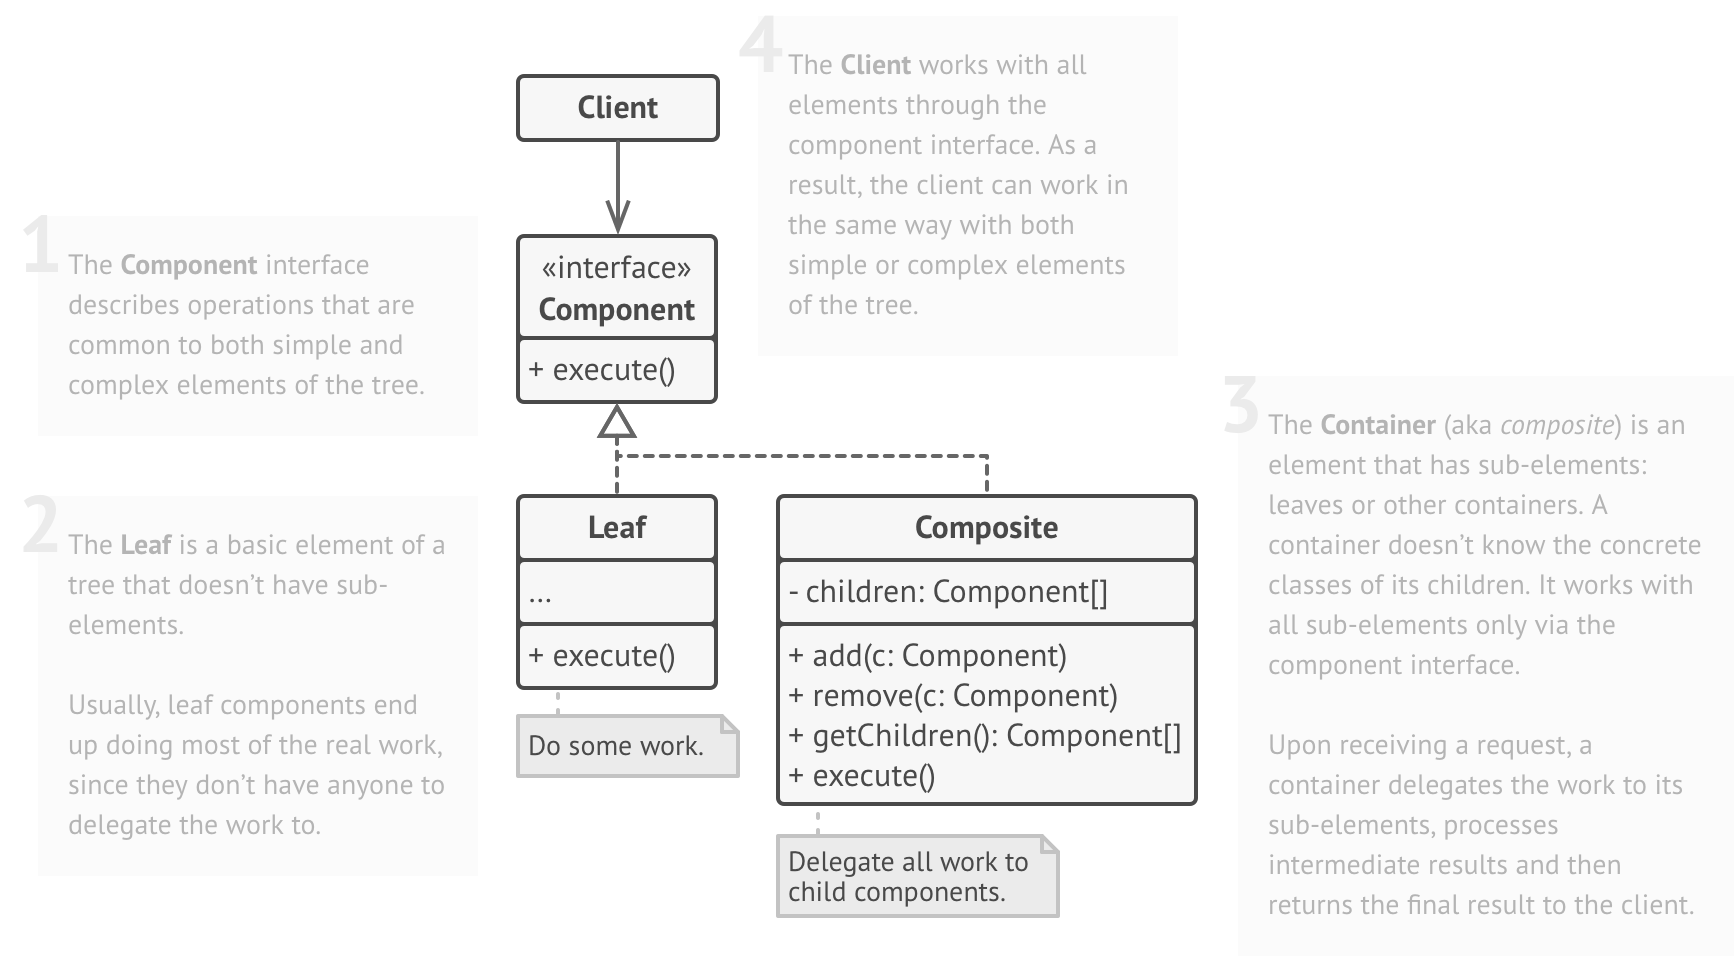 4
The Client works with all
elements through the
component interface. As a
result, the client can work in
the same way with both
simple or complex elements
of the tree.
Client
1
The Component interface
describes operations that are
common to both simple and
complex elements of the tree.
«interface»
Component
+ execute()
2
The Leaf is a basic element of a
tree that doesn’t have sub-
elements.
Usually, leaf components end
up doing most of the real work,
since they don’t have anyone to
delegate the work to.
Leaf
...
+ execute()
Do some work.
Composite
- children: Component[]
+ add(c: Component)
+ remove(c: Component)
+ getChildren(): Component[]
+ execute()
Delegate all work to
child components.
3
The Container (aka composite) is an
element that has sub-elements:
leaves or other containers. A
container doesn’t know the concrete
classes of its children. It works with
all sub-elements only via the
component interface.
Upon receiving a request, a
container delegates the work to its
sub-elements, processes
intermediate results and then
returns the final result to the client.